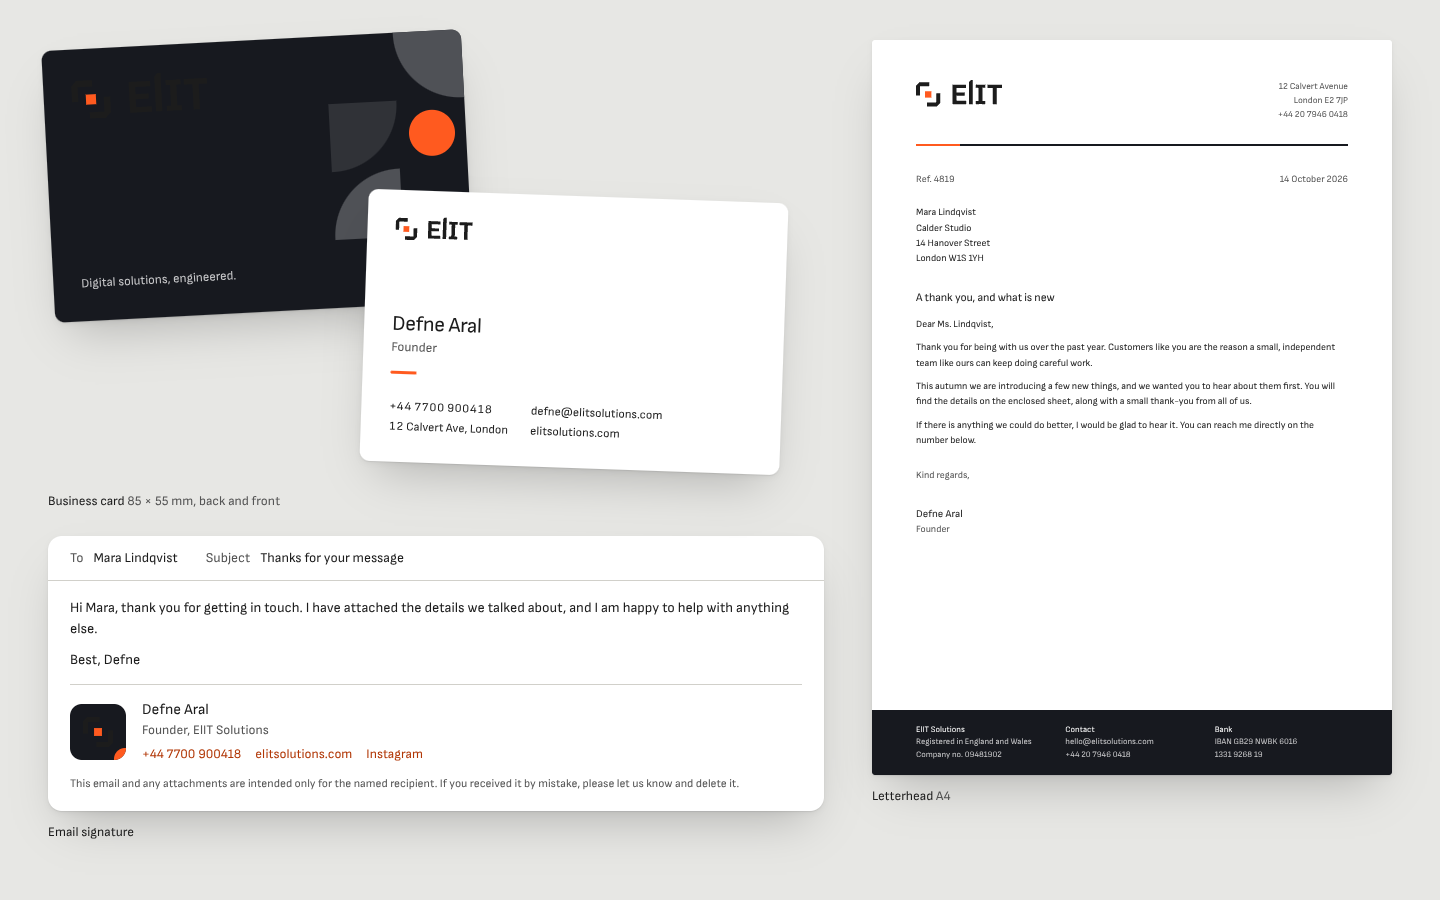 ElIT
Digital solutions, engineered.
ElIT
Defne Aral
Founder
+44 7700 900418
12 Calvert Ave, London
defne@elitsolutions.com
elitsolutions.com
Business card 85 × 55 mm, back and front
To Mara Lindqvist Subject Thanks for your message
Hi Mara, thank you for getting in touch. I have attached the details we talked about, and I am happy to help with anything
else.
Best, Defne
Defne Aral
Founder, ElIT Solutions
+44 7700 900418 elitsolutions.com Instagram
This email and any attachments are intended only for the named recipient. If you received it by mistake, please let us know and delete it.
Email signature
ElIT
12 Calvert Avenue
London E2 7JP
+44 20 7946 0418
Ref. 4819
14 October 2026
Mara Lindqvist
Calder Studio
14 Hanover Street
London W1S 1YH
A thank you, and what is new
Dear Ms. Lindqvist,
Thank you for being with us over the past year. Customers like you are the reason a small, independent
team like ours can keep doing careful work.
This autumn we are introducing a few new things, and we wanted you to hear about them first. You will
find the details on the enclosed sheet, along with a small thank-you from all of us.
If there is anything we could do better, I would be glad to hear it. You can reach me directly on the
number below.
Kind regards,
Defne Aral
Founder
ElIT Solutions
Registered in England and Wales
Company no. 09481902
Contact
hello@elitsolutions.com
+44 20 7946 0418
Bank
IBAN GB29 NWBK 6016
1331 9268 19
Letterhead A4